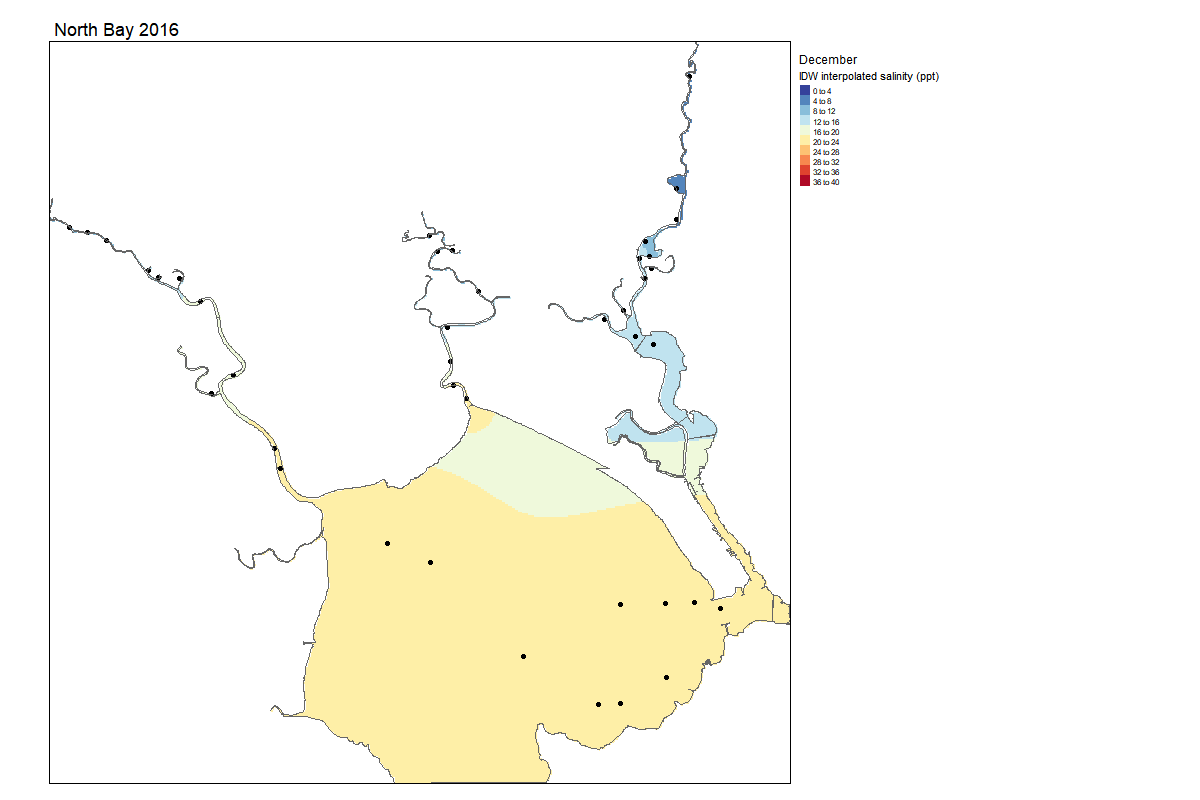 North Bay 2016
December
IDW interpolated salinity (ppt)
0 to 4
4 to 8
8 to 12
12 to 16
16 to 20
20 to 24
24 to 28
28 to 32
32 to 36
36 to 40